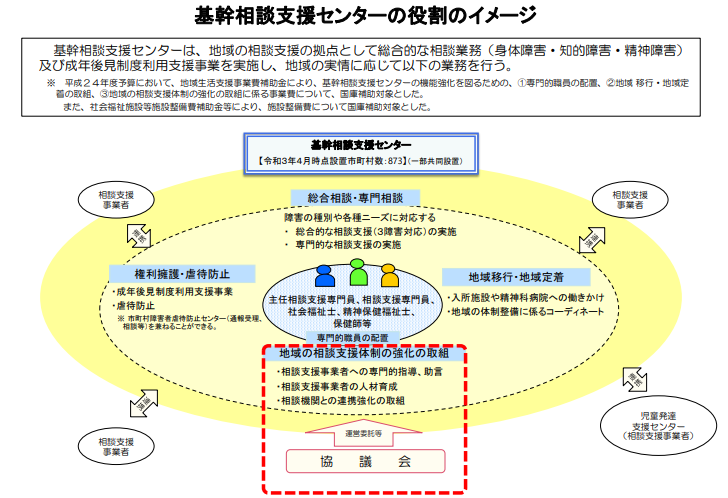 基幹相談支援センターの役割のイメージ
基幹相談支援センターは、地域の相談支援の拠点として総合的な相談業務（身体障害・知的障害・精神障害）
及び成年後見制度利用支援事業を実施し、地域の実情に応じて以下の業務を行う。
※ 平成２４年度予算において、地域生活支援事業費補助金により、基幹相談支援センターの機能強化を図るための、①専門的職員の配置、②地域 移行・地域定
着の取組、③地域の相談支援体制の強化の取組に係る事業費について、国庫補助対象とした。
また、社会福祉施設等施設整備費補助金等により、施設整備費について国庫補助対象とした。
基幹相談支援センター
【令和３年４月時点設置市町村数：873】（一部共同設置）
相談支援
事業者
連携
相談支援
事業者
連携
総合相談・専門相談
障害の種別や各種ニーズに対応する
・ 総合的な相談支援（３障害対応）の実施
・ 専門的な相談支援の実施
権利擁護・虐待防止
・成年後見制度利用支援事業
・虐待防止
※ 市町村障害者虐待防止センター（通報受理、
相談等）を兼ねることができる。
主任相談支援専門員、相談支援専門員、
社会福祉士、精神保健福祉士、
保健師等
専門的職員の配置
地域移行・地域定着
・入所施設や精神科病院への働きかけ
・地域の体制整備に係るコーディネート
地域の相談支援体制の強化の取組
・相談支援事業者への専門的指導、助言
・相談支援事業者の人材育成
・相談機関との連携強化の取組
運営委託等
協 議 会
連携
相談支援
事業者
連携
児童発達
支援センター
（相談支援事業者）